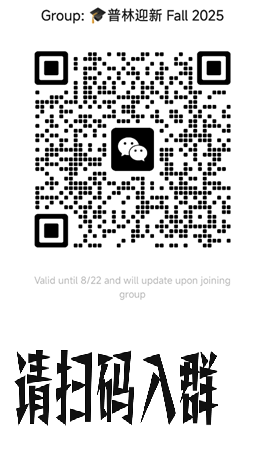 Group: 🎓普林迎新 Fall 2025
Valid until 8/22 and will update upon joining
group
请扫码入群